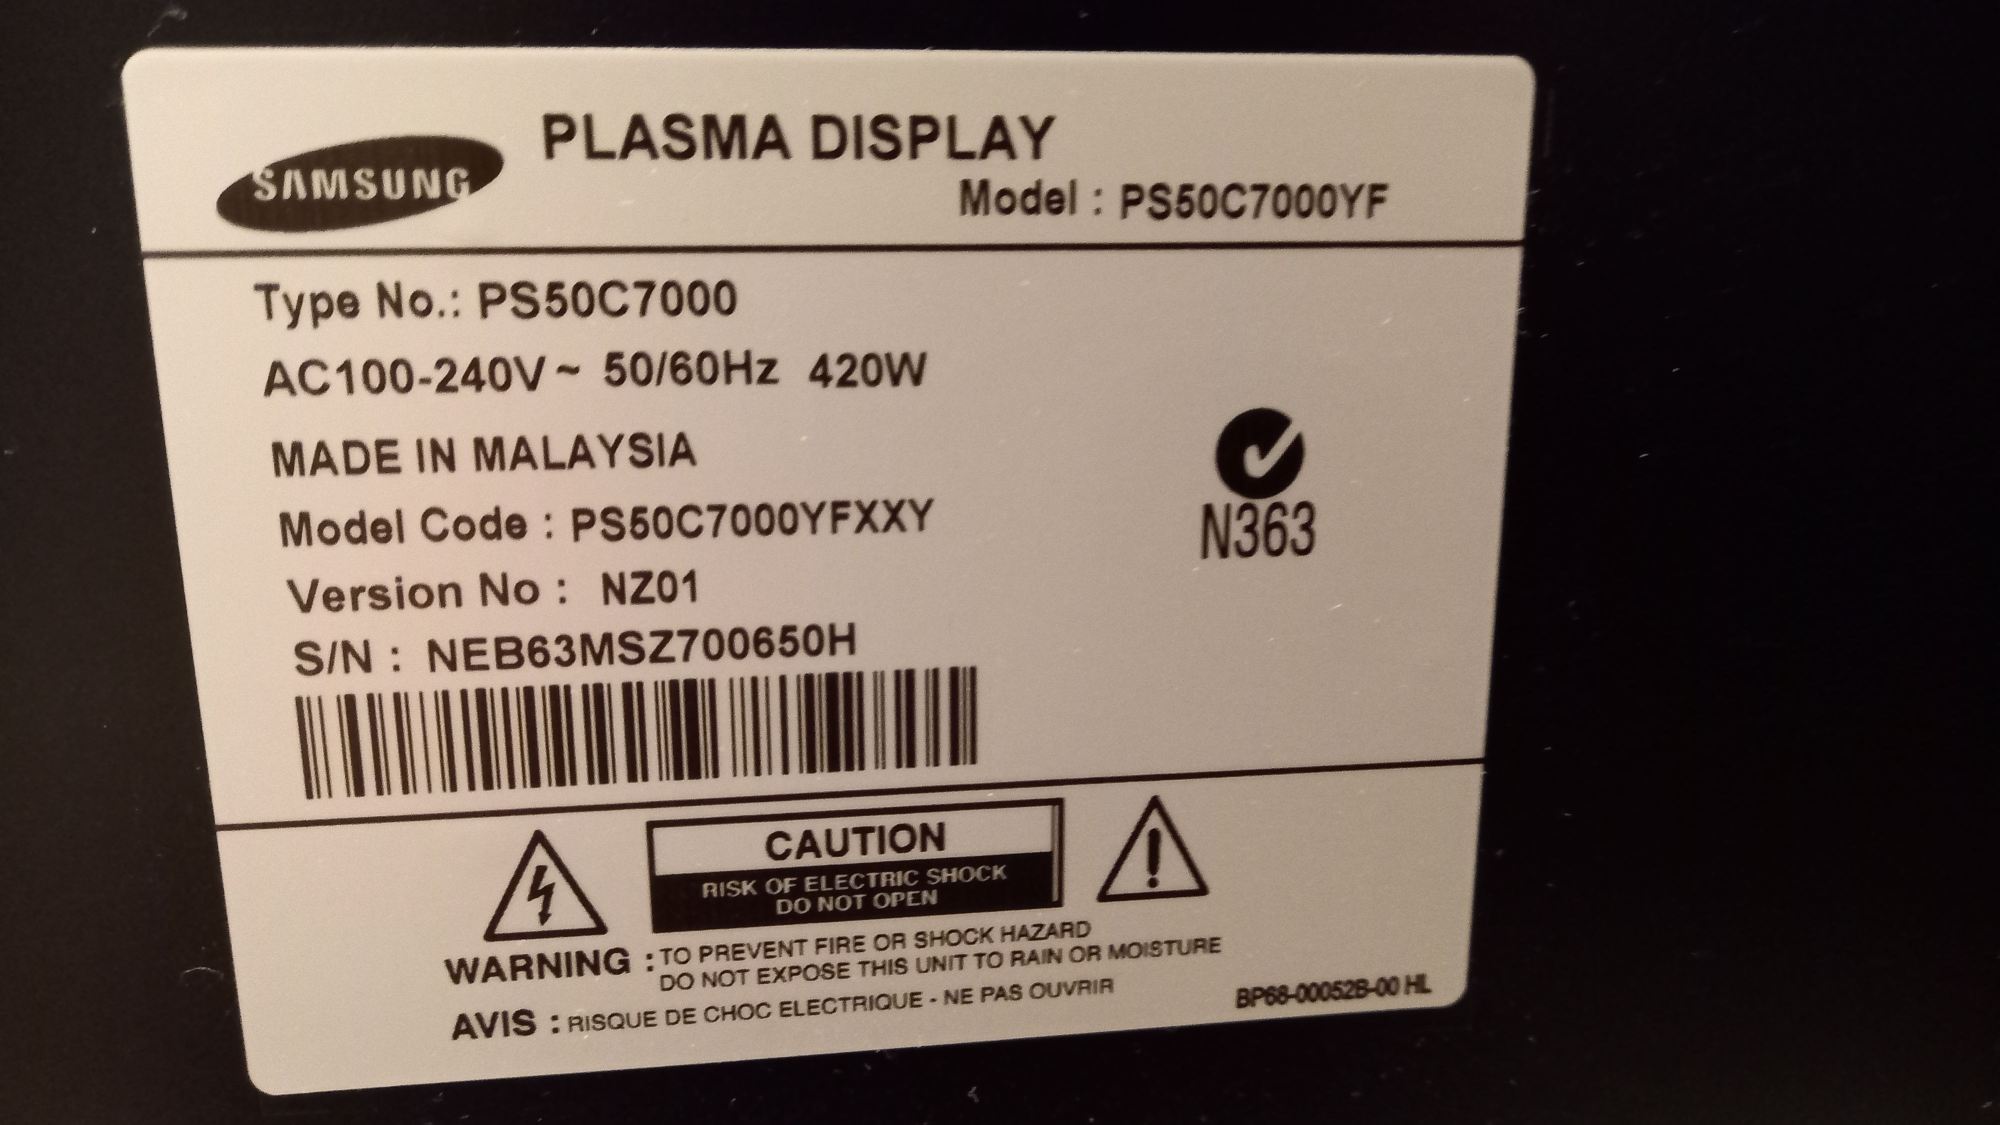 SAMSUNG
PLASMA DISPLAY
Model : PS50C7000YF
Type No.: PS50C7000
AC100-240V~ 50/60Hz 420W
MADE IN MALAYSIA
Model Code : PS50C7000YFXXY
Version No : NZ01
S/N : NEB63MSZ700650H
N363
CAUTION
RISK OF ELECTRIC SHOCK
DO NOT OPEN
WARNING : TO PREVENT FIRE OR SHOCK HAZARD
DO NOT EXPOSE THIS UNIT TO RAIN OR MOISTURE
AVIS : RISQUE DE CHOC ELECTRIQUE - NE PAS OUVRIR
BP68-00052B-00 HL